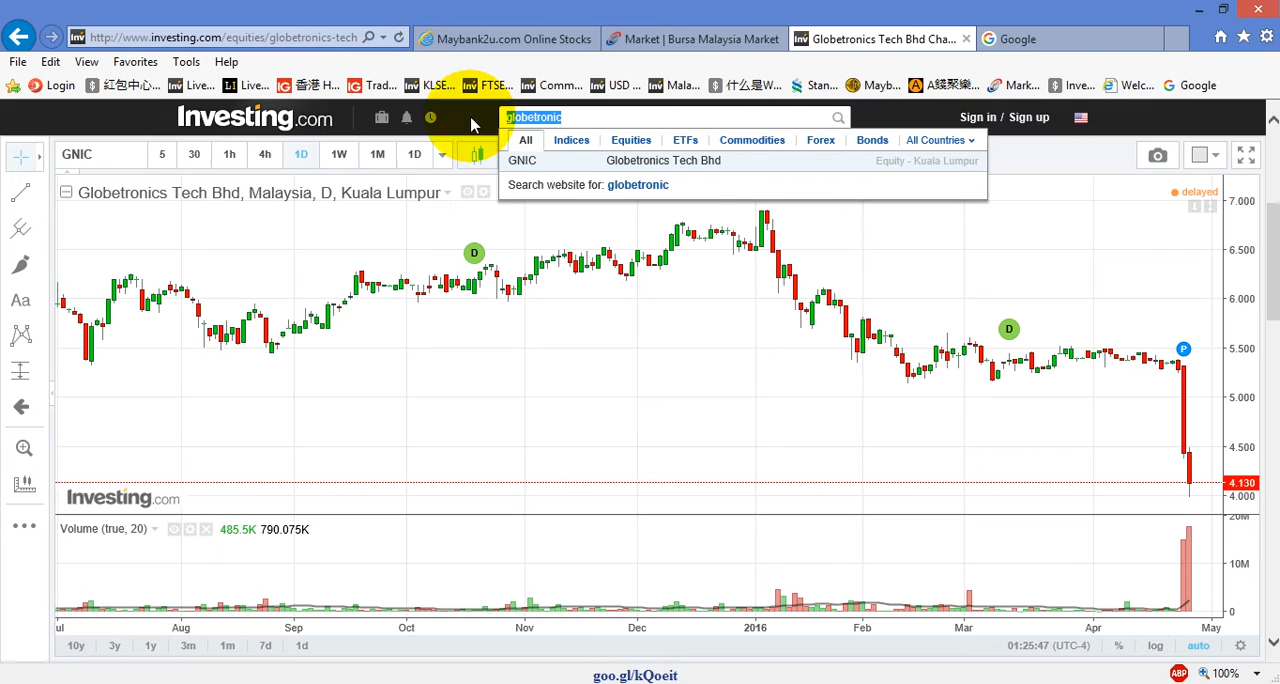 http://www.investing.com/equities/globetronics-tech
Maybank2u.com Online Stocks
Market | Bursa Malaysia Market
Globetronics Tech Bhd Cha...
Google
File Edit View Favorites Tools Help
Login 红包中心... Live... Live... 香港 H... Trad... KLSE... FTSE... Comm... USD ... Mala... 什么是W... Stan... Mayb... A錢聚樂... Mark... Inve... Welc... Google
Investing.com
globetronic
Sign in / Sign up
All Indices Equities ETFs Commodities Forex Bonds All Countries
GNIC Globetronics Tech Bhd Equity - Kuala Lumpur
Search website for: globetronic
GNIC 5 30 1h 4h 1D 1W 1M 1D
Globetronics Tech Bhd, Malaysia, D, Kuala Lumpur
delayed
7.000
6.500
D
6.000
5.500
D
P
5.000
4.500
4.130
4.000
Aa
Investing.com
Volume (true, 20) 485.5K 790.075K
20M
10M
0
ul Aug Sep Oct Nov Dec 2016 Feb Mar Apr May
10y 3y 1y 3m 1m 7d 1d 01:25:47 (UTC-4) % log auto
goo.gl/kQoeit
ABP
100%